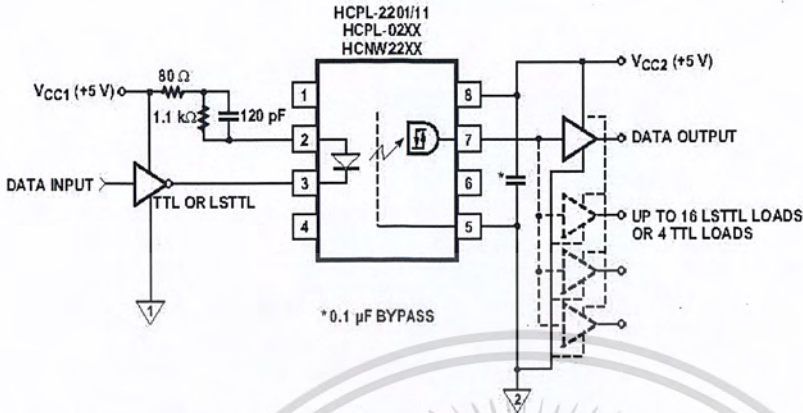 HCPL-2201/11
HCPL-02XX
HCNW22XX
VCC1 (+5 V)
80 Ω
1.1 kΩ
120 pF
DATA INPUT
TTL OR LSTTL
1
2
3
4
8
7
6
5
*
VCC2 (+5 V)
DATA OUTPUT
UP TO 16 LSTTL LOADS
OR 4 TTL LOADS
*0.1 µF BYPASS
1
2